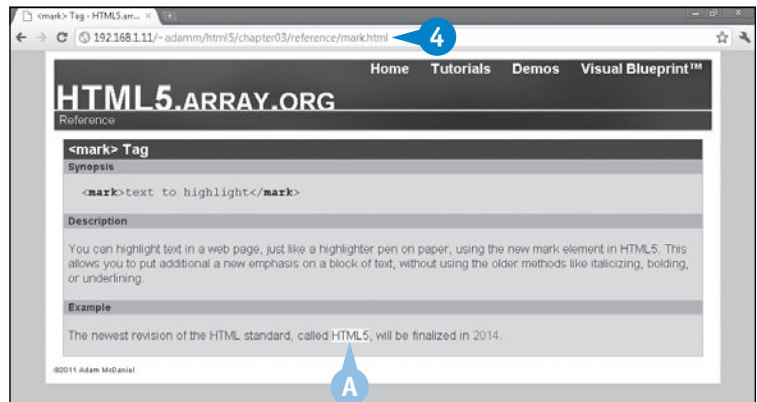 <mark> Tag - HTML5.arr...
192.168.1.11/~adamm/html5/chapter03/reference/mark.html
4
Home Tutorials Demos Visual Blueprint™
HTML5.ARRAY.ORG
Reference
<mark> Tag
Synopsis
<mark>text to highlight</mark>
Description
You can highlight text in a web page, just like a highlighter pen on paper, using the new mark element in HTML5. This
allows you to put additional a new emphasis on a block of text, without using the older methods like italicizing, bolding,
or underlining.
Example
The newest revision of the HTML standard, called HTML5, will be finalized in 2014.
©2011 Adam McDaniel
A